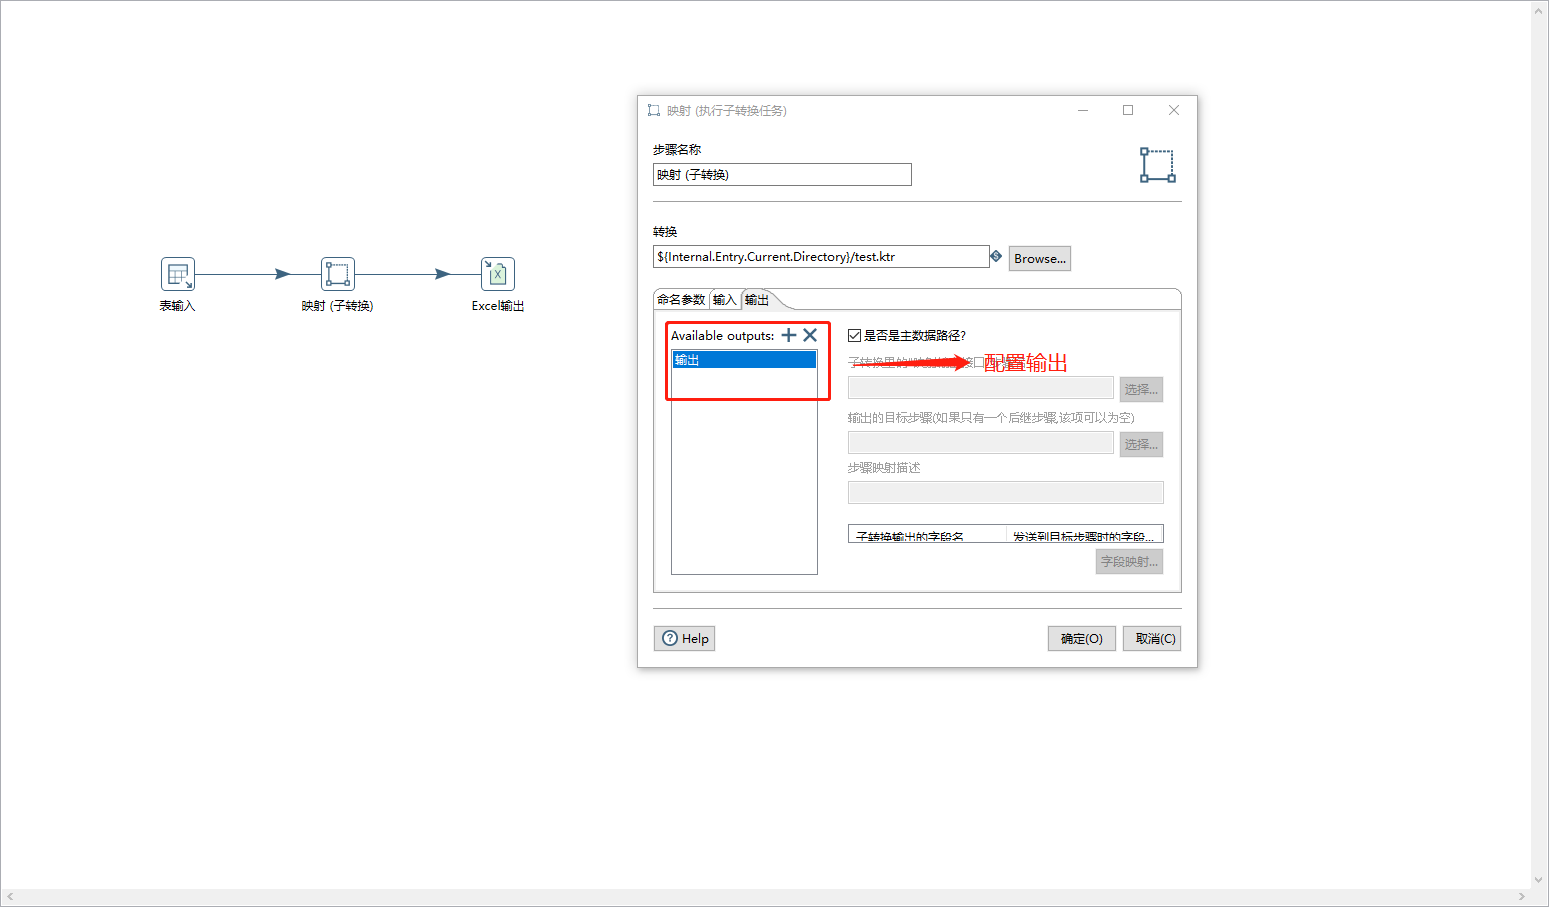 映射 (执行子转换任务)
步骤名称
映射 (子转换)
转换
${Internal.Entry.Current.Directory}/test.ktr
Browse...
命名参数 输入 输出
Available outputs:
输出
是否是主数据路径?
子转换里的"映射
接口
配置输出
选择...
输出的目标步骤(如果只有一个后继步骤,该项可以为空)
选择...
步骤映射描述
子转换输出的字段名 发送到目标步骤时的字段...
字段映射...
Help
确定(O)
取消(C)
表输入
映射 (子转换)
Excel输出